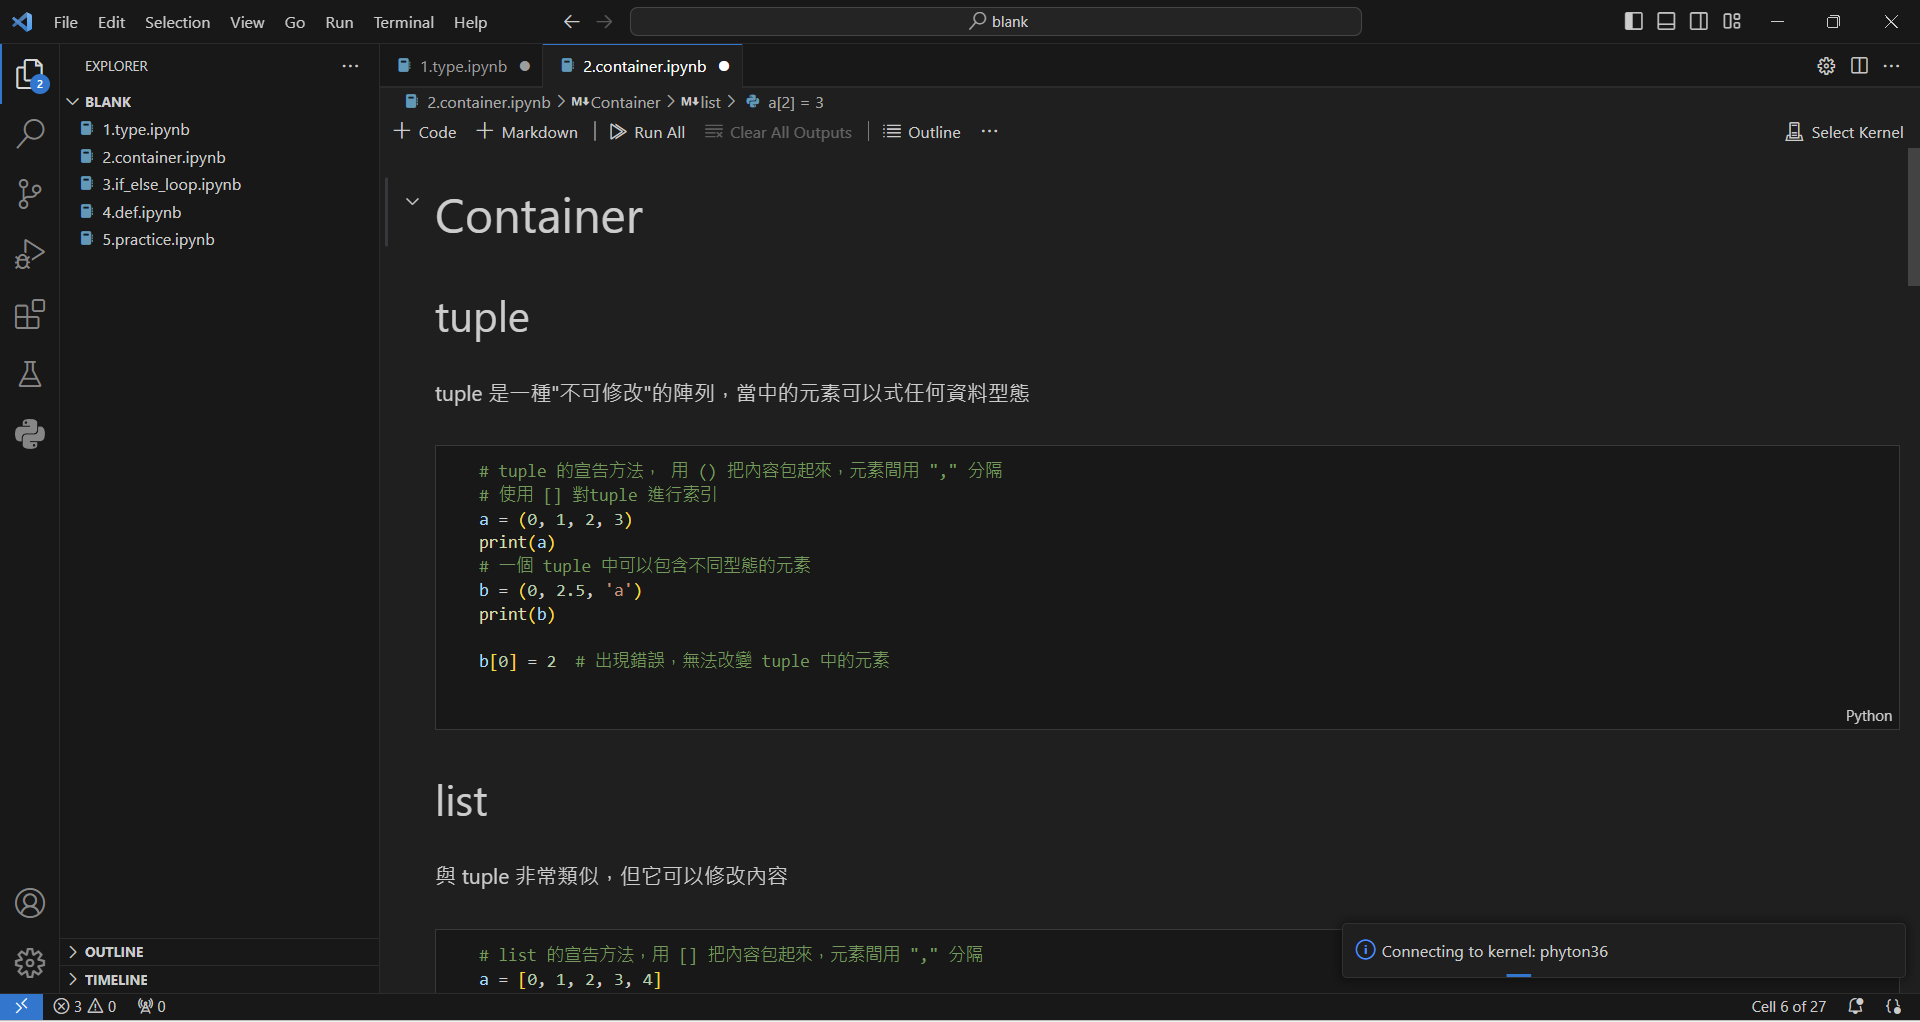 File Edit Selection View Go Run Terminal Help
blank
EXPLORER
2
BLANK
1.type.ipynb
2.container.ipynb
3.if_else_loop.ipynb
4.def.ipynb
5.practice.ipynb
OUTLINE
TIMELINE
1.type.ipynb
2.container.ipynb
2.container.ipynb > M↓Container > M↓list > a[2] = 3
+ Code + Markdown Run All Clear All Outputs Outline ···
Select Kernel
Container
tuple
tuple 是一種"不可修改"的陣列，當中的元素可以式任何資料型態
# tuple 的宣告方法， 用 () 把內容包起來，元素間用 "," 分隔
# 使用 [] 對tuple 進行索引
a = (0, 1, 2, 3)
print(a)
# 一個 tuple 中可以包含不同型態的元素
b = (0, 2.5, 'a')
print(b)
b[0] = 2  # 出現錯誤，無法改變 tuple 中的元素
Python
list
與 tuple 非常類似，但它可以修改內容
# list 的宣告方法，用 [] 把內容包起來，元素間用 "," 分隔
a = [0, 1, 2, 3, 4]
Connecting to kernel: phyton36
3 0 0
Cell 6 of 27